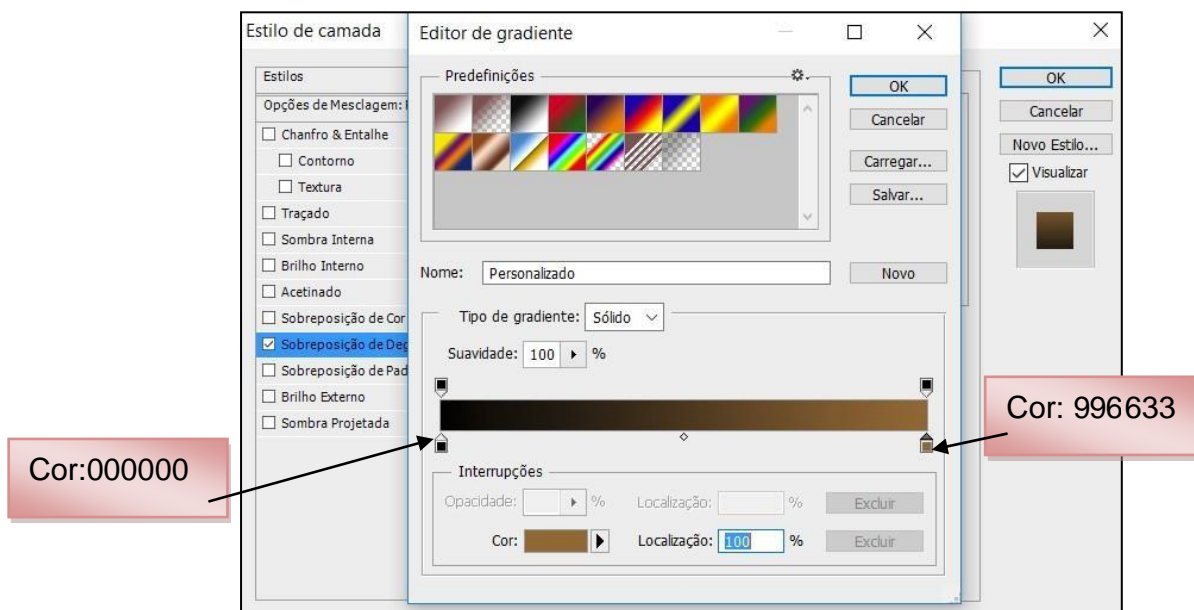 Estilo de camada
Estilos
Opções de Mesclagem:
Chanfro & Entalhe
Contorno
Textura
Traçado
Sombra Interna
Brilho Interno
Acetinado
Sobreposição de Cor
Sobreposição de Deg
Sobreposição de Pad
Brilho Externo
Sombra Projetada
Editor de gradiente
Predefinições
OK
Cancelar
Carregar...
Salvar...
Nome: Personalizado
Novo
Tipo de gradiente: Sólido
Suavidade: 100 %
Interrupções
Opacidade: % Localização: % Excluir
Cor: Localização: 100 % Excluir
OK
Cancelar
Novo Estilo...
Visualizar
Cor:000000
Cor: 996633